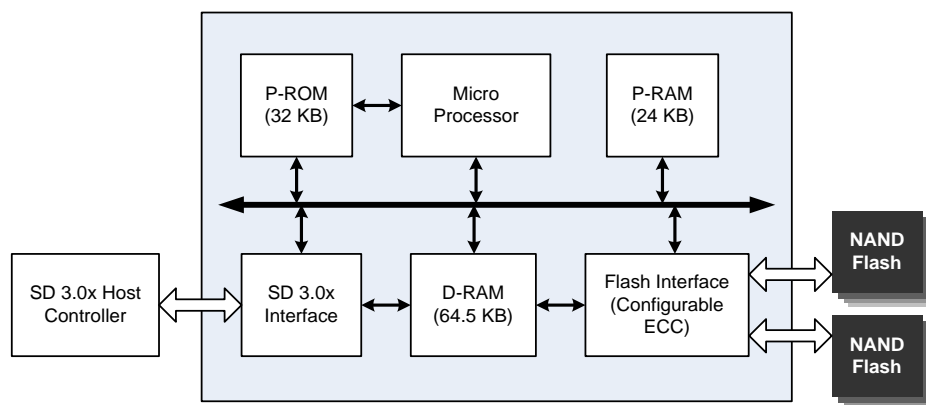 P-ROM
(32 KB)
Micro
Processor
P-RAM
(24 KB)
SD 3.0x Host
Controller
SD 3.0x
Interface
D-RAM
(64.5 KB)
Flash Interface
(Configurable
ECC)
NAND
Flash
NAND
Flash